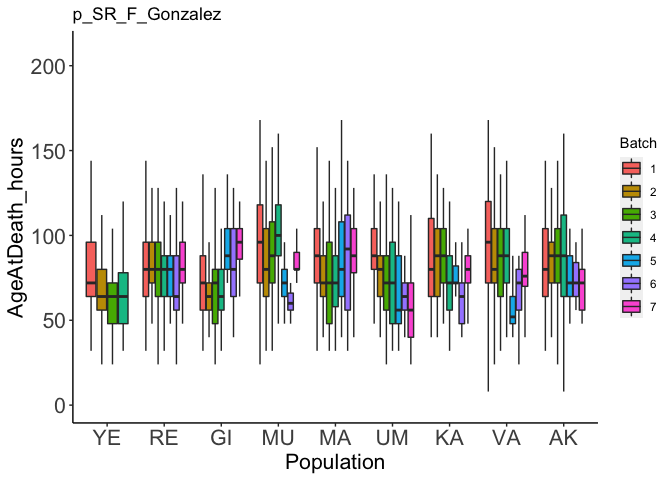 p_SR_F_Gonzalez
AgeAtDeath_hours
200
150
100
50
0
YE RE GI MU MA UM KA VA AK
Population
Batch
1
2
3
4
5
6
7